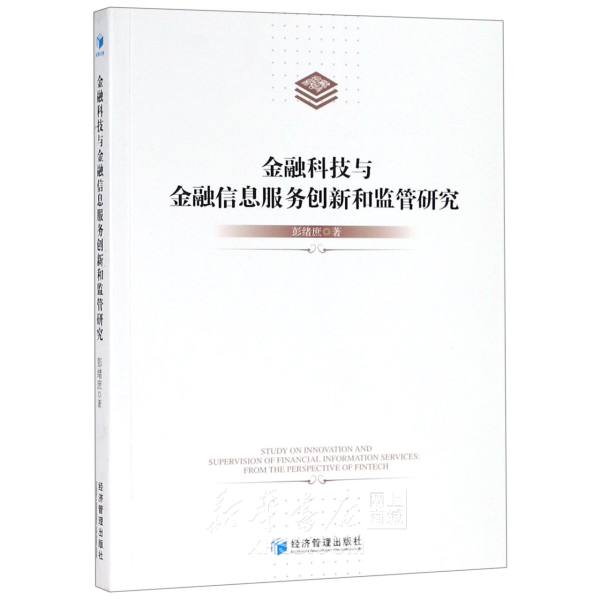 金融科技与
金融信息服务创新和监管研究
彭绪庶◎著
STUDY ON INNOVATION AND
SUPERVISION OF FINANCIAL INFORMATION SERVICES:
FROM THE PERSPECTIVE OF FINTECH
新华书店
网上
商城
经济管理出版社
金融科技与金融信息服务创新和监管研究
彭绪庶◎著
经济管理出版社